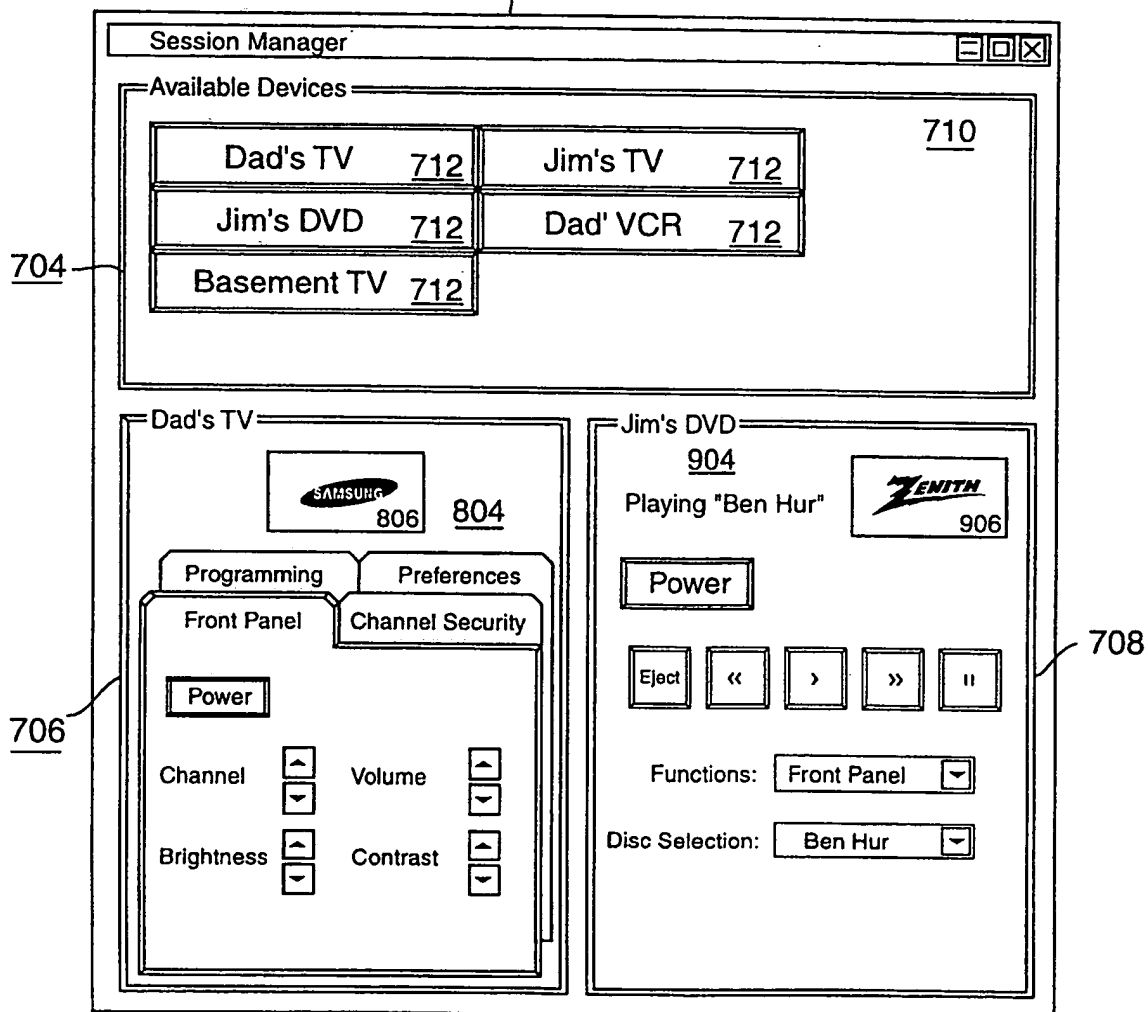 Session Manager
Available Devices
710
Dad's TV 712
Jim's TV 712
Jim's DVD 712
Dad' VCR 712
Basement TV 712
704
Dad's TV
SAMSUNG
806
804
Programming
Preferences
Front Panel
Channel Security
Power
Channel
Volume
Brightness
Contrast
706
Jim's DVD
904
Playing "Ben Hur"
ZENITH
906
Power
Eject « › » ıı
Functions: Front Panel
Disc Selection: Ben Hur
708